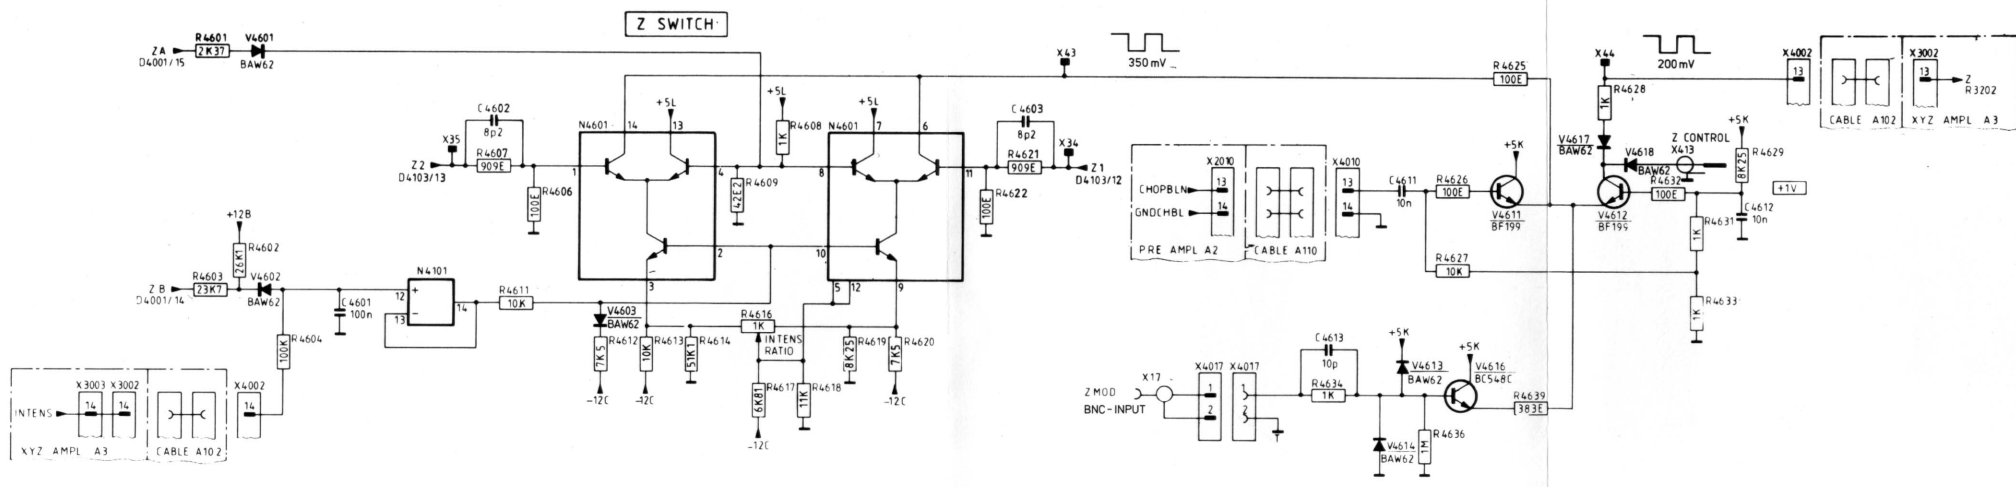 Z SWITCH
ZA
D4001/15
R4601
2K37
V4601
BAW62
X43
350mV
R4625
100E
X44
200mV
X4002
13
CABLE A102
X3002
13
XYZ AMPL A3
Z
R3202
R4628
1K
V4617
BAW62
V4618
BAW62
Z CONTROL
X413
+5K
R4629
8K25
+1V
C4612
10n
C4602
8p2
X35
R4607
909E
Z2
D4103/13
R4606
100E
N4601
14
+5L
13
1
4
2
3
+5L
R4608
1K
R4609
42E2
N4601
+5L
7
6
8
11
10
5
12
9
C4603
8p2
R4621
909E
X34
Z1
D4103/12
R4622
100E
CHOPBLN
GNDCHBL
X2010
13
14
PRE AMPL A2
CABLE A110
X4010
13
14
C4611
10n
R4626
100E
+5K
V4611
BF199
V4612
BF199
R4632
100E
R4631
1K
R4627
10K
R4633
1K
+12B
R4602
26K1
ZB
D4001/14
R4603
23K7
V4602
BAW62
C4601
100n
R4604
100K
N4101
12
+
13
−
14
R4611
10K
V4603
BAW62
R4612
7K5
-12C
R4613
10K
-12C
R4614
51K1
R4616
1K
INTENS
RATIO
R4617
6K81
-12C
R4618
11K
R4619
8K25
R4620
7K5
-12C
INTENS
X3003
14
X3002
14
XYZ AMPL A3
CABLE A102
X4002
14
Z MOD
BNC-INPUT
X17
X4017
1
2
X4017
1
2
C4613
10p
R4634
1K
+5K
V4613
BAW62
V4614
BAW62
R4636
1M
+5K
V4616
BC548C
R4639
383E